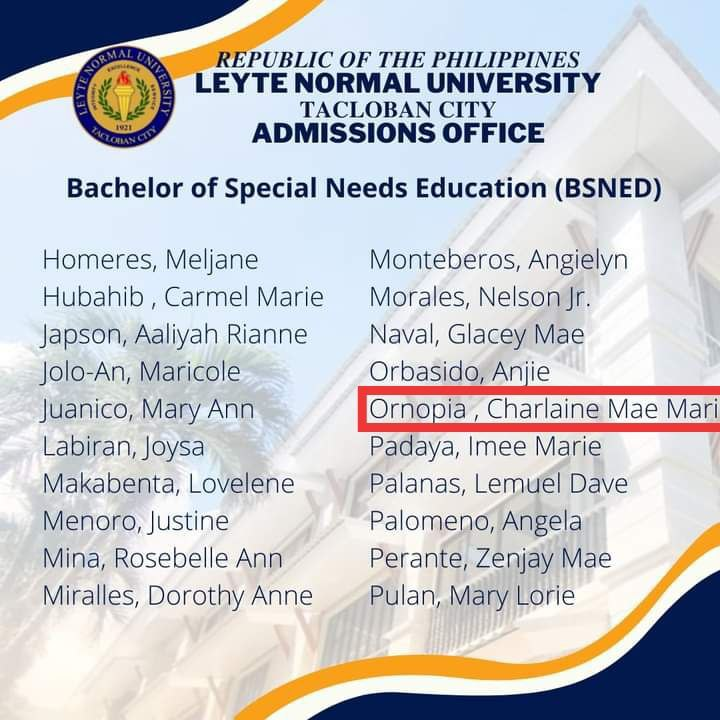 LEYTE NORMAL UNIVERSITY
EXCELLENCE
SERVICE
1921
TACLOBAN CITY
REPUBLIC OF THE PHILIPPINES
LEYTE NORMAL UNIVERSITY
TACLOBAN CITY
ADMISSIONS OFFICE
Bachelor of Special Needs Education (BSNED)
Homeres, Meljane
Hubahib , Carmel Marie
Japson, Aaliyah Rianne
Jolo-An, Maricole
Juanico, Mary Ann
Labiran, Joysa
Makabenta, Lovelene
Menoro, Justine
Mina, Rosebelle Ann
Miralles, Dorothy Anne
Monteberos, Angielyn
Morales, Nelson Jr.
Naval, Glacey Mae
Orbasido, Anjie
Ornopia , Charlaine Mae Mari
Padaya, Imee Marie
Palanas, Lemuel Dave
Palomeno, Angela
Perante, Zenjay Mae
Pulan, Mary Lorie